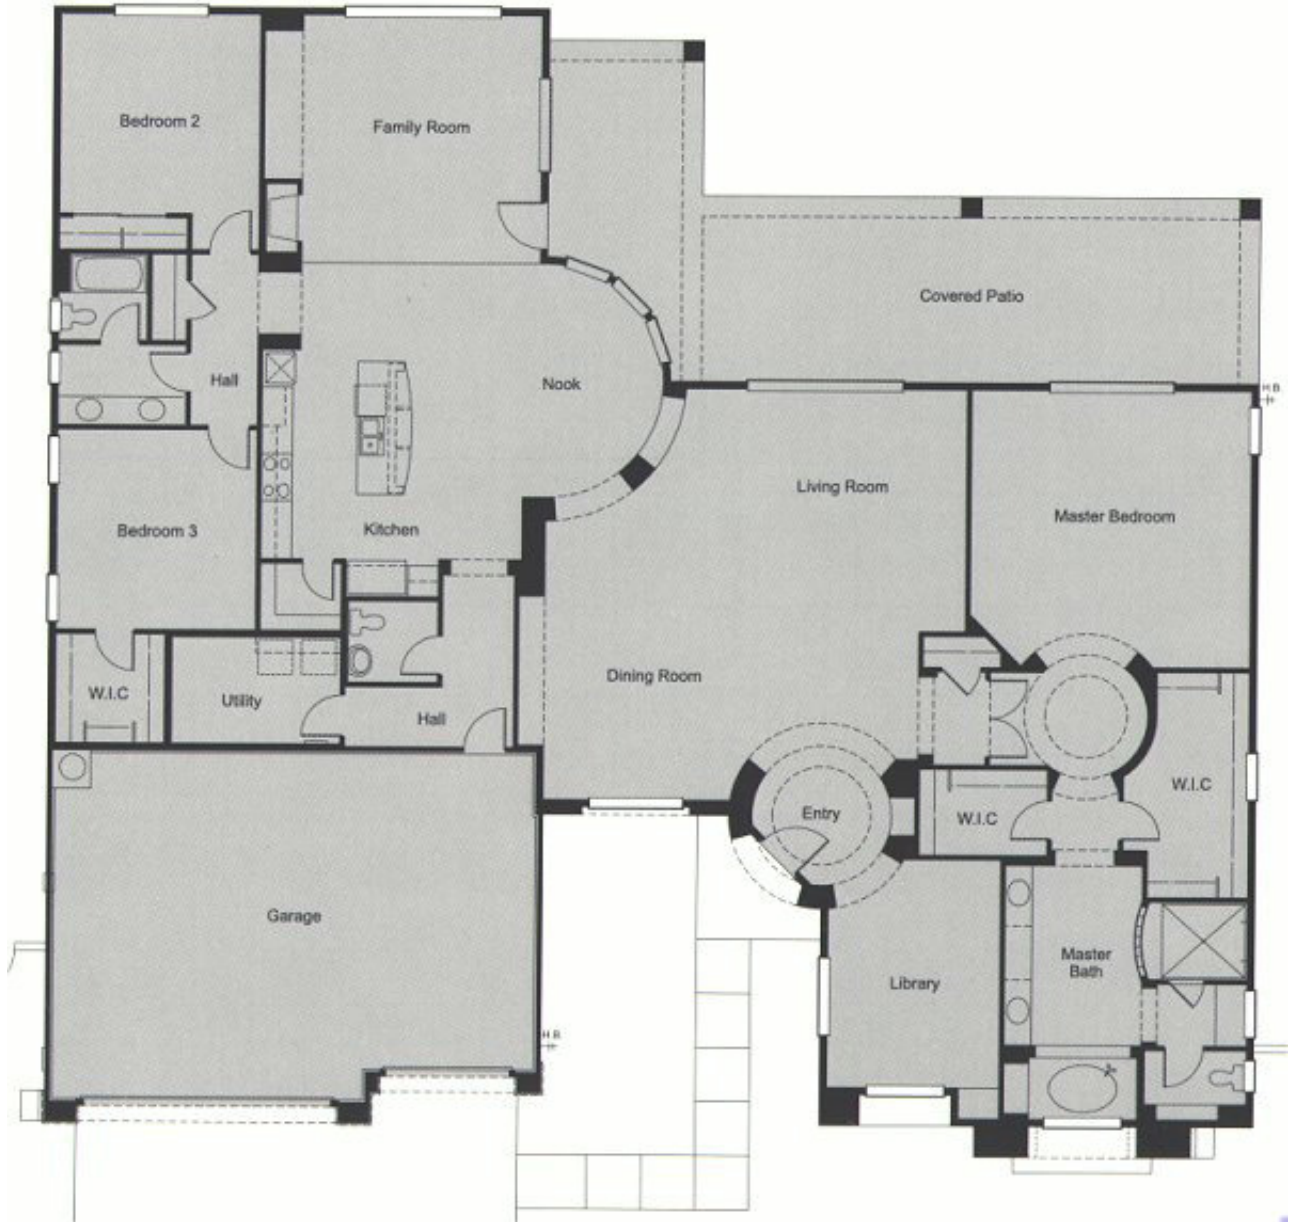 Bedroom 2
Family Room
Covered Patio
Hall
Nook
H.B.
Living Room
Master Bedroom
Bedroom 3
Kitchen
Dining Room
W.I.C
Utility
Hall
W.I.C
Entry
W.I.C
Garage
Master
Bath
Library
H.B.